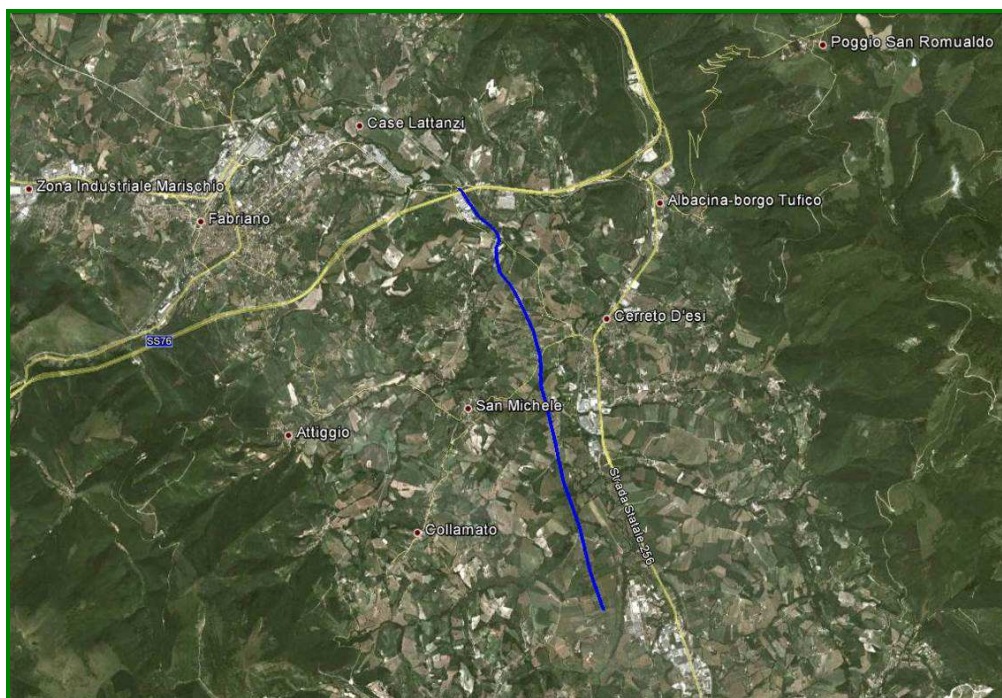 Poggio San Romualdo
Case Lattanzi
Zona Industriale Marischio
Albacina-borgo Tufico
Fabriano
Cerreto D'esi
SS76
San Michele
Attiggio
Strada Statale 256
Collamato